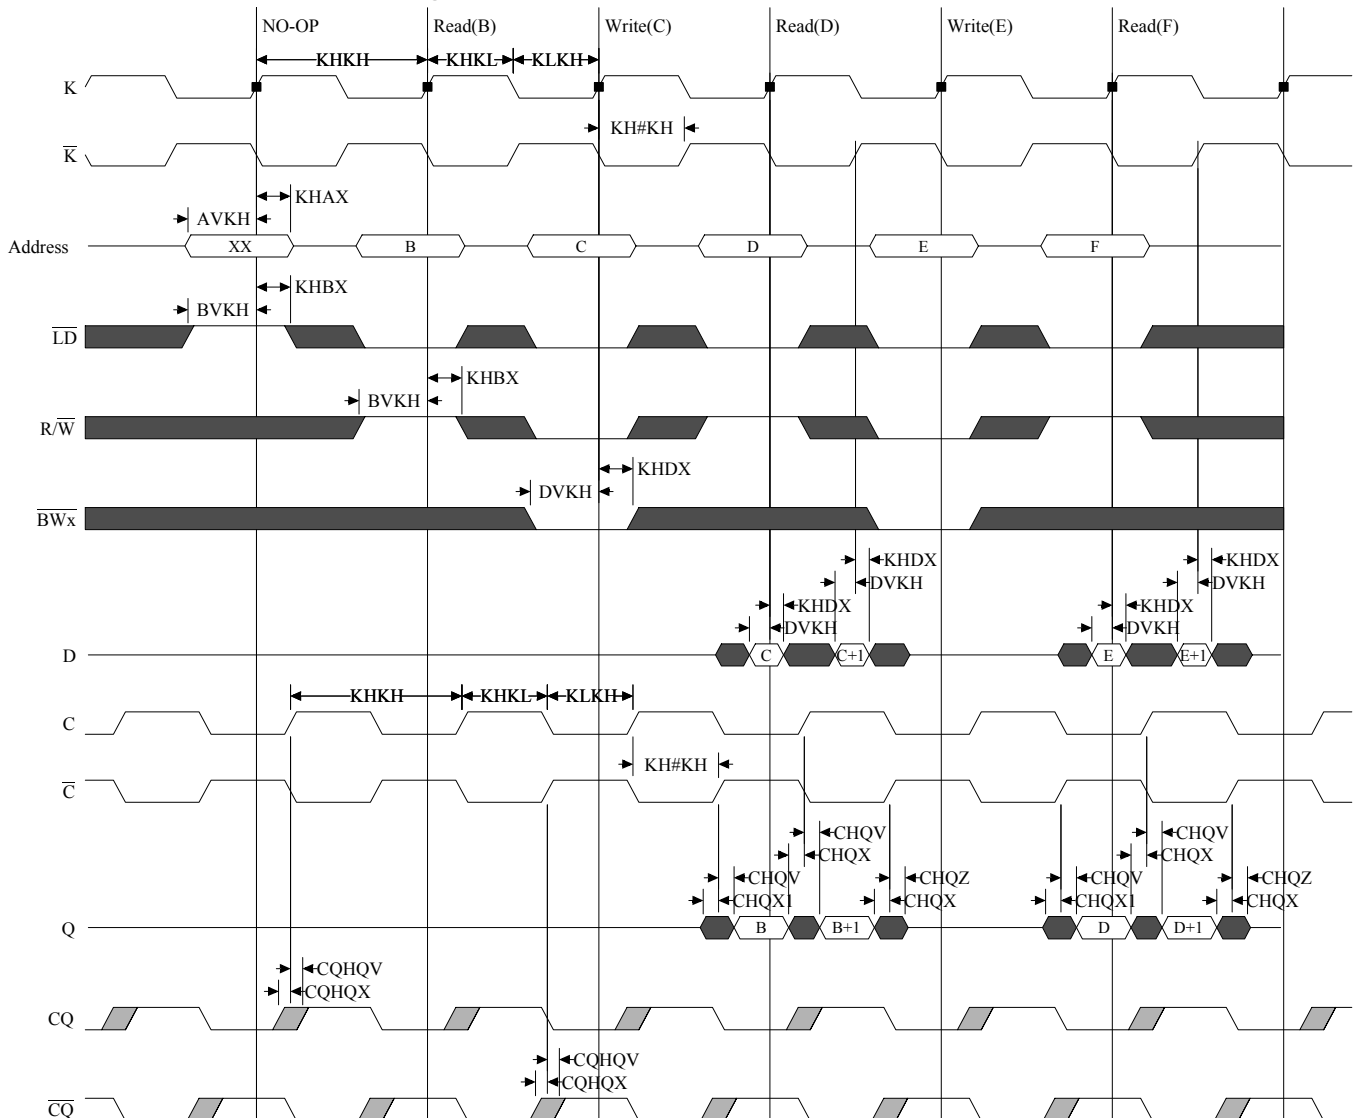 NO-OP Read(B) Write(C) Read(D) Write(E) Read(F)
KHKH KHKL KLKH
K
KH#KH
K
KHAX
AVKH
Address XX B C D E F
KHBX
BVKH
LD
KHBX
BVKH
R/W
KHDX
DVKH
BWx
KHDX KHDX
DVKH DVKH
KHDX KHDX
DVKH DVKH
D C C+1 E E+1
KHKH KHKL KLKH
C
KH#KH
C
CHQV CHQV
CHQX CHQX
CHQV CHQZ CHQV CHQZ
CHQX1 CHQX CHQX1 CHQX
Q B B+1 D D+1
CQHQV
CQHQX
CQ
CQHQV
CQHQX
CQ